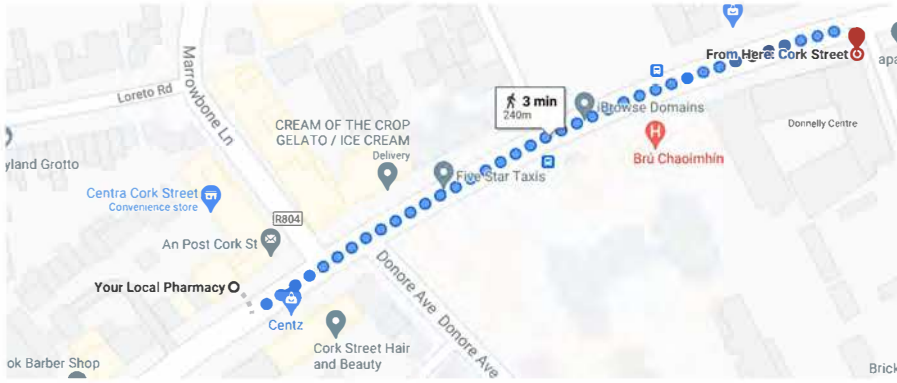 From Here: Cork Street
apa
Marrowbone Ln
Loreto Rd
3 min
240m
iBrowse Domains
Donnelly Centre
CREAM OF THE CROP
GELATO / ICE CREAM
Delivery
H
Brú Chaoimhín
yland Grotto
Five Star Taxis
Centra Cork Street
Convenience store
R804
An Post Cork St
Donore Ave
Donore Ave
Your Local Pharmacy
Centz
Cork Street Hair
and Beauty
ok Barber Shop
Brick